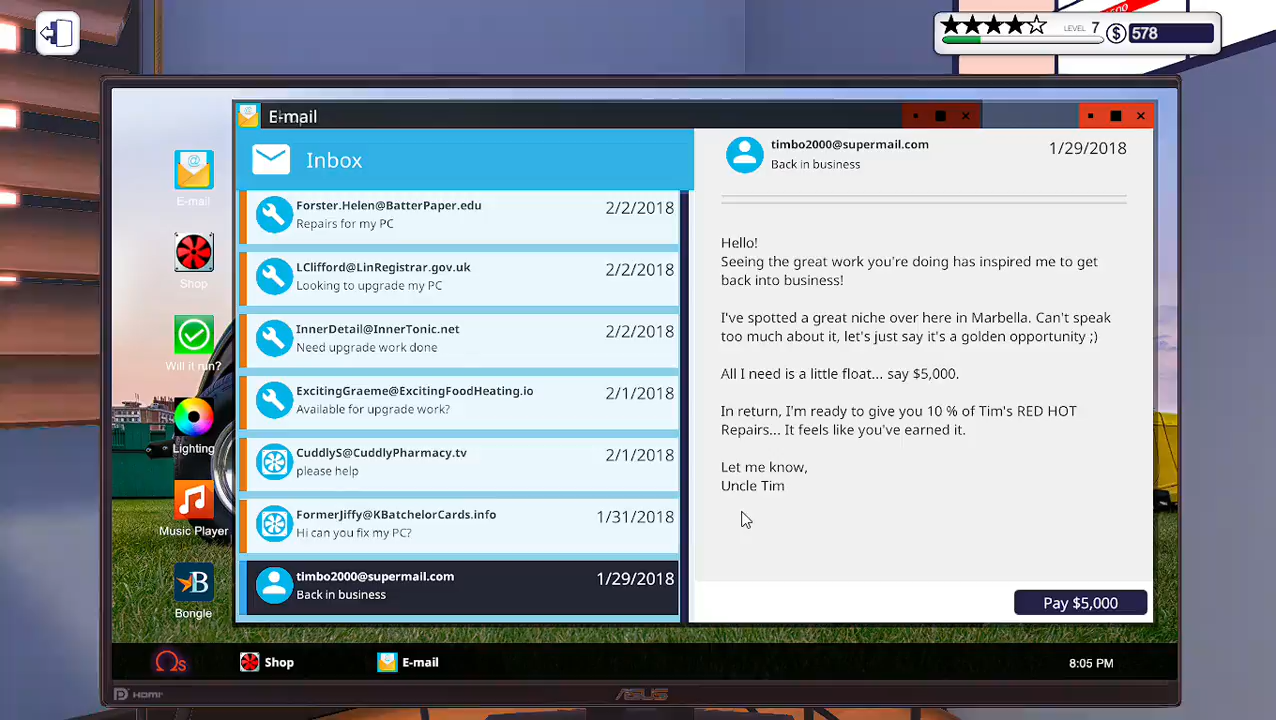 LEVEL 7
$ 578
E-mail
Inbox
Forster.Helen@BatterPaper.edu 2/2/2018
Repairs for my PC
LClifford@LinRegistrar.gov.uk 2/2/2018
Looking to upgrade my PC
InnerDetail@InnerTonic.net 2/2/2018
Need upgrade work done
ExcitingGraeme@ExcitingFoodHeating.io 2/1/2018
Available for upgrade work?
CuddlyS@CuddlyPharmacy.tv 2/1/2018
please help
FormerJiffy@KBatchelorCards.info 1/31/2018
Hi can you fix my PC?
timbo2000@supermail.com 1/29/2018
Back in business
timbo2000@supermail.com 1/29/2018
Back in business
Hello!
Seeing the great work you're doing has inspired me to get
back into business!
I've spotted a great niche over here in Marbella. Can't speak
too much about it, let's just say it's a golden opportunity ;)
All I need is a little float... say $5,000.
In return, I'm ready to give you 10 % of Tim's RED HOT
Repairs... It feels like you've earned it.
Let me know,
Uncle Tim
Pay $5,000
E-mail
Shop
Will it run?
Lighting
Music Player
B
Bongle
Ωs
Shop
E-mail
8:05 PM
HDMI
ASUS